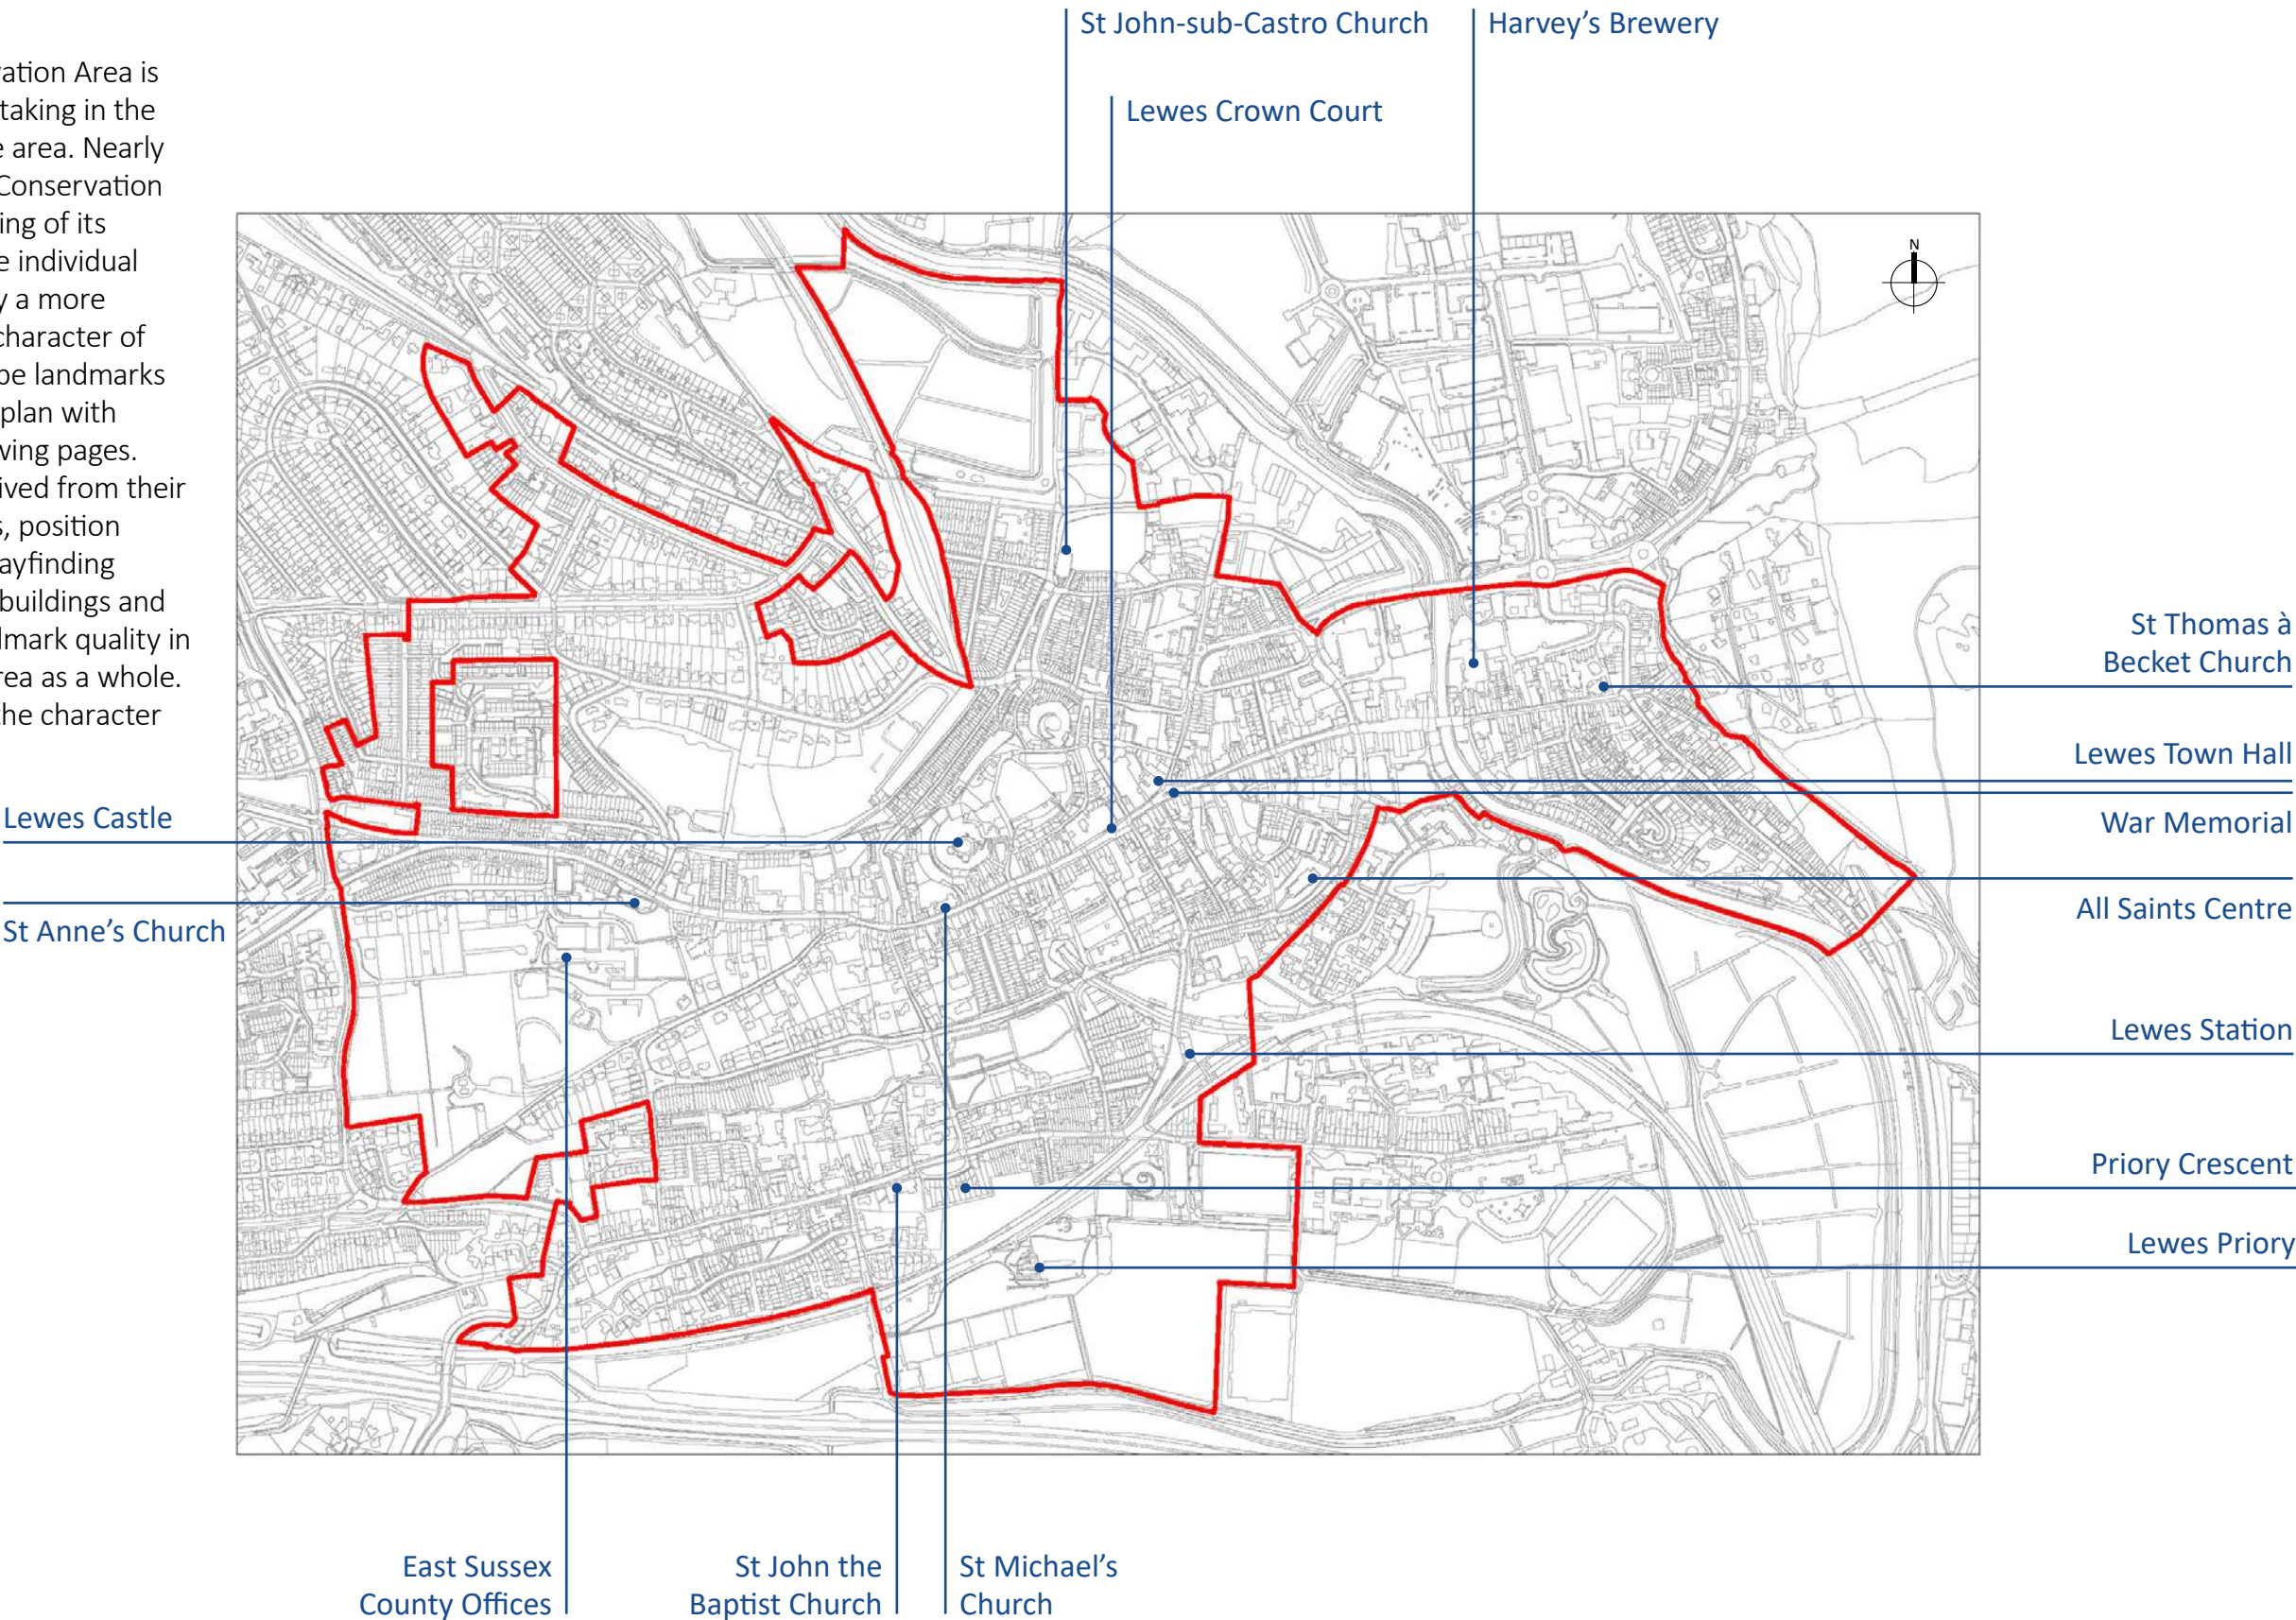 ation Area is
taking in the
e area. Nearly
Conservation
ing of its
e individual
y a more
character of
pe landmarks
plan with
wing pages.
ived from their
s, position
ayfinding
buildings and
dmark quality in
rea as a whole.
the character
St John-sub-Castro Church
Harvey’s Brewery
Lewes Crown Court
N
St Thomas à
Becket Church
Lewes Town Hall
War Memorial
All Saints Centre
Lewes Station
Priory Crescent
Lewes Priory
Lewes Castle
St Anne’s Church
East Sussex
County Offices
St John the
Baptist Church
St Michael’s
Church